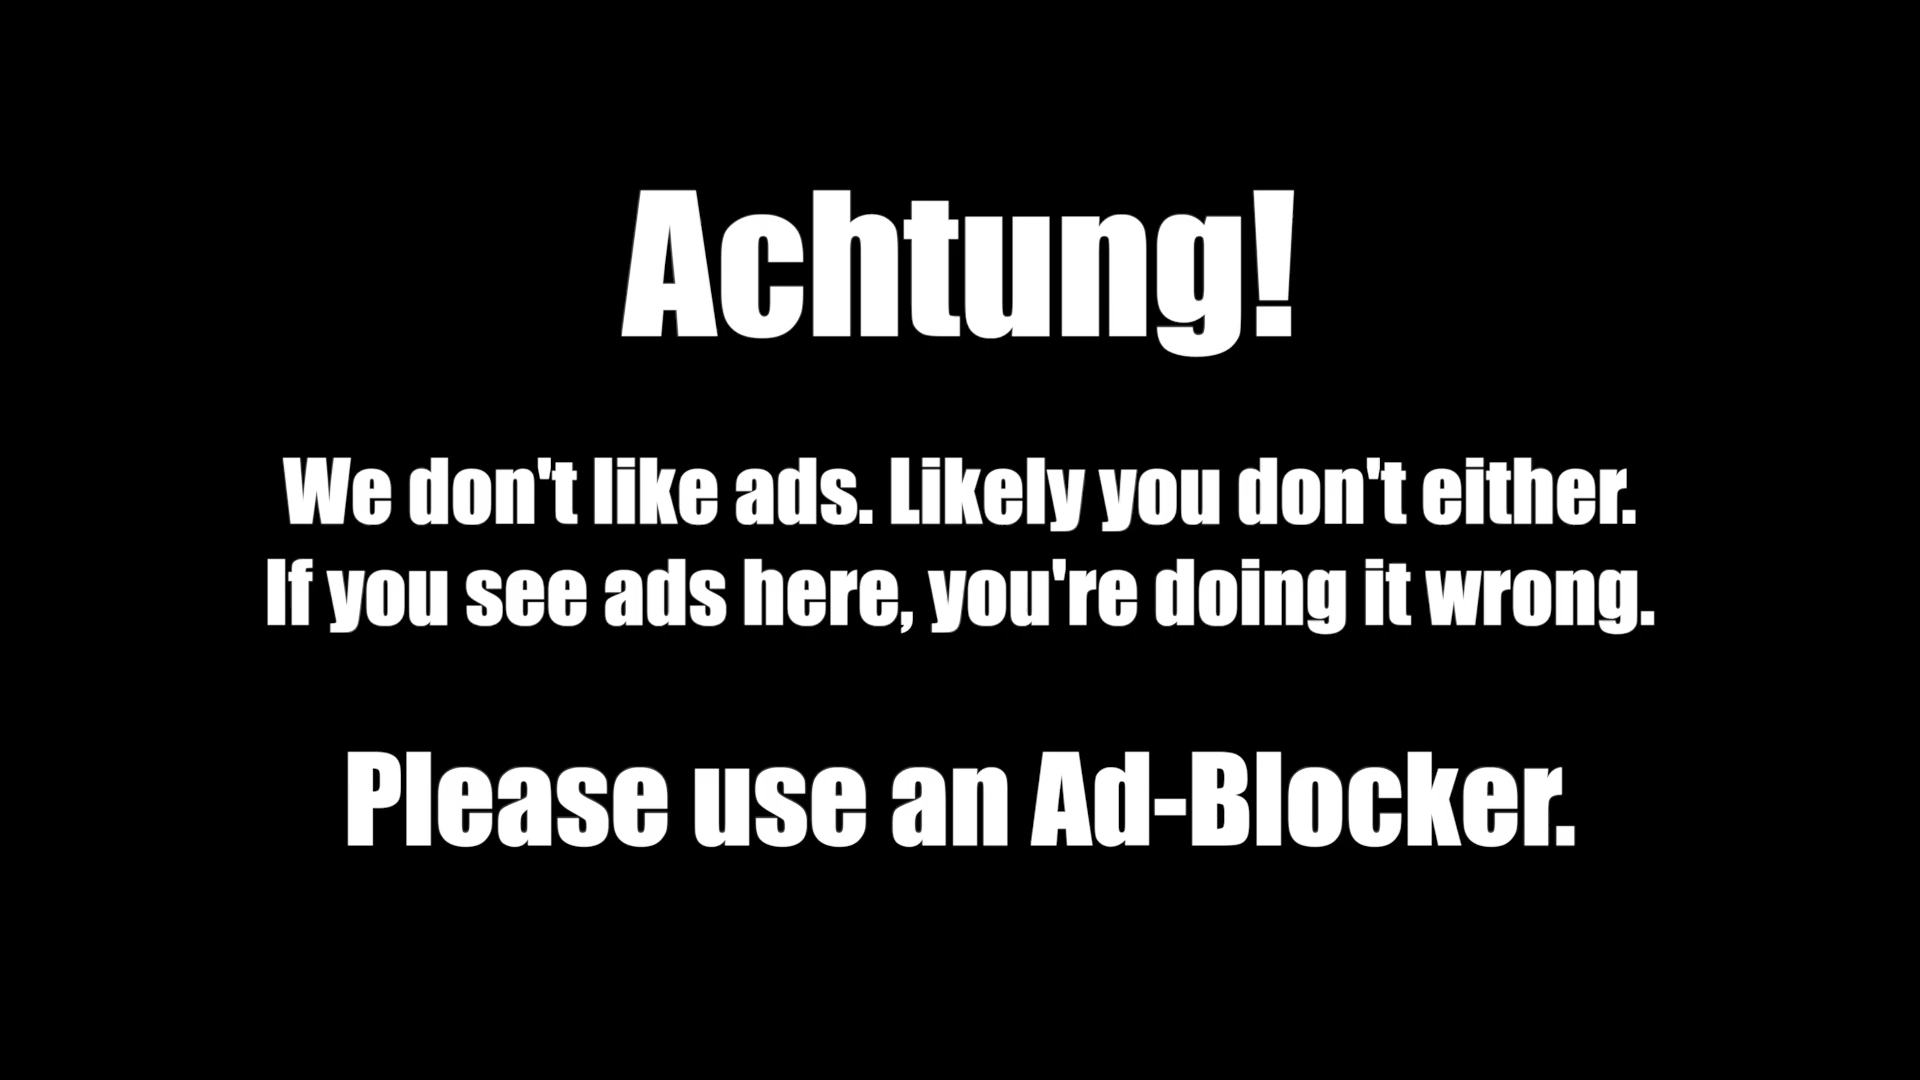 Achtung!
We don't like ads. Likely you don't either.
If you see ads here, you're doing it wrong.
Please use an Ad-Blocker.